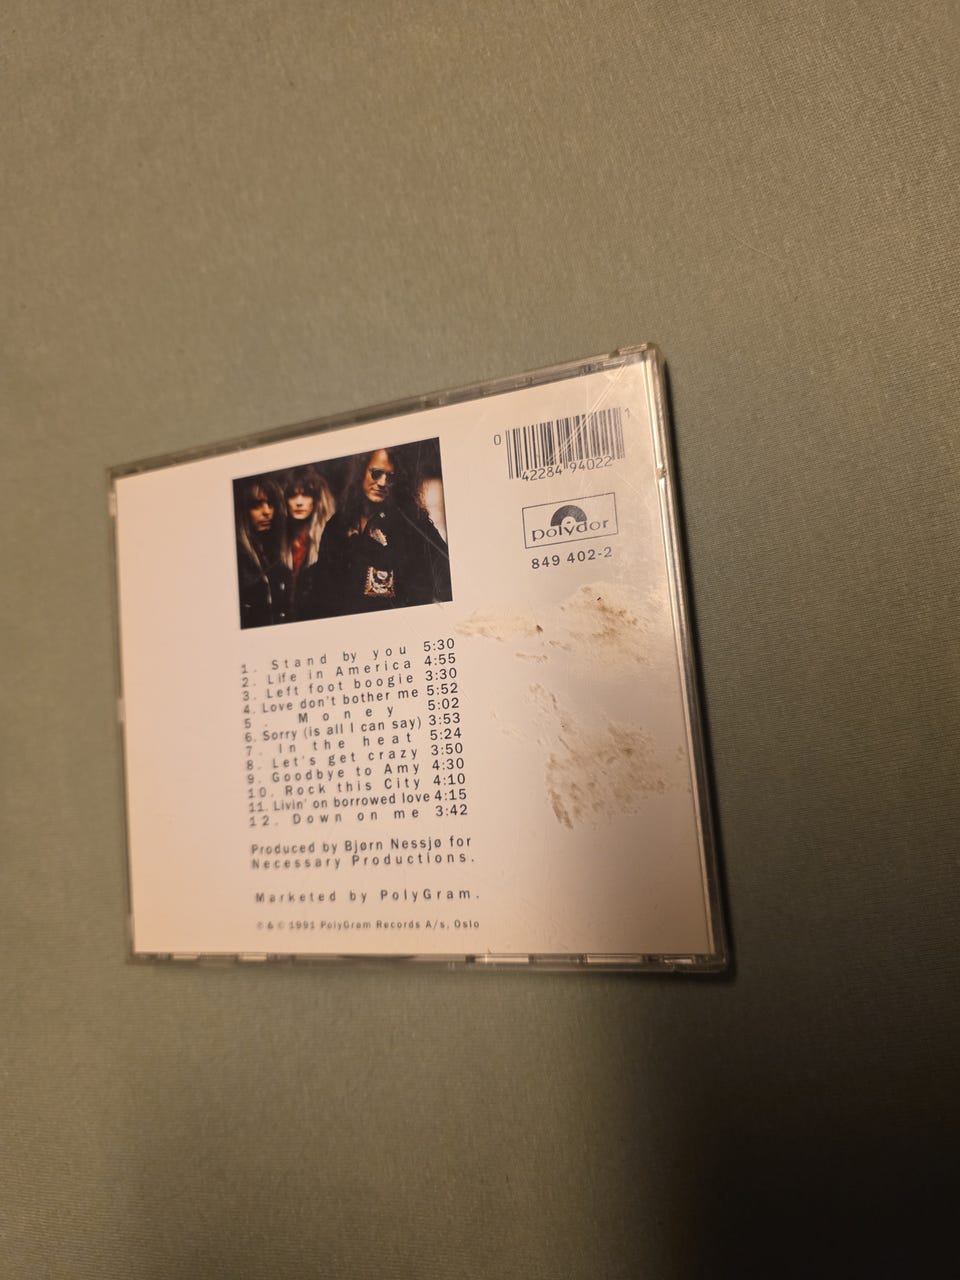 0 42284 94022 1
polydor
849 402-2
1. Stand by you 5:30
2. Life in America 4:55
3. Left foot boogie 3:30
4. Love don't bother me 5:52
5. Money 5:02
6. Sorry (is all I can say) 3:53
7. In the heat 5:24
8. Let's get crazy 3:50
9. Goodbye to Amy 4:30
10. Rock this City 4:10
11. Livin' on borrowed love 4:15
12. Down on me 3:42
Produced by Bjørn Nessjø for
Necessary Productions.
Marketed by PolyGram.
℗ & © 1991 PolyGram Records A/s, Oslo